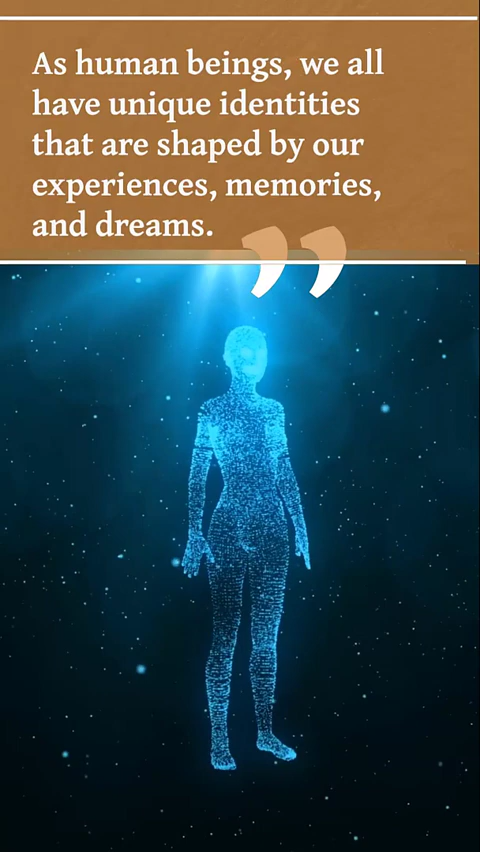 As human beings, we all
have unique identities
that are shaped by our
experiences, memories,
and dreams.
”